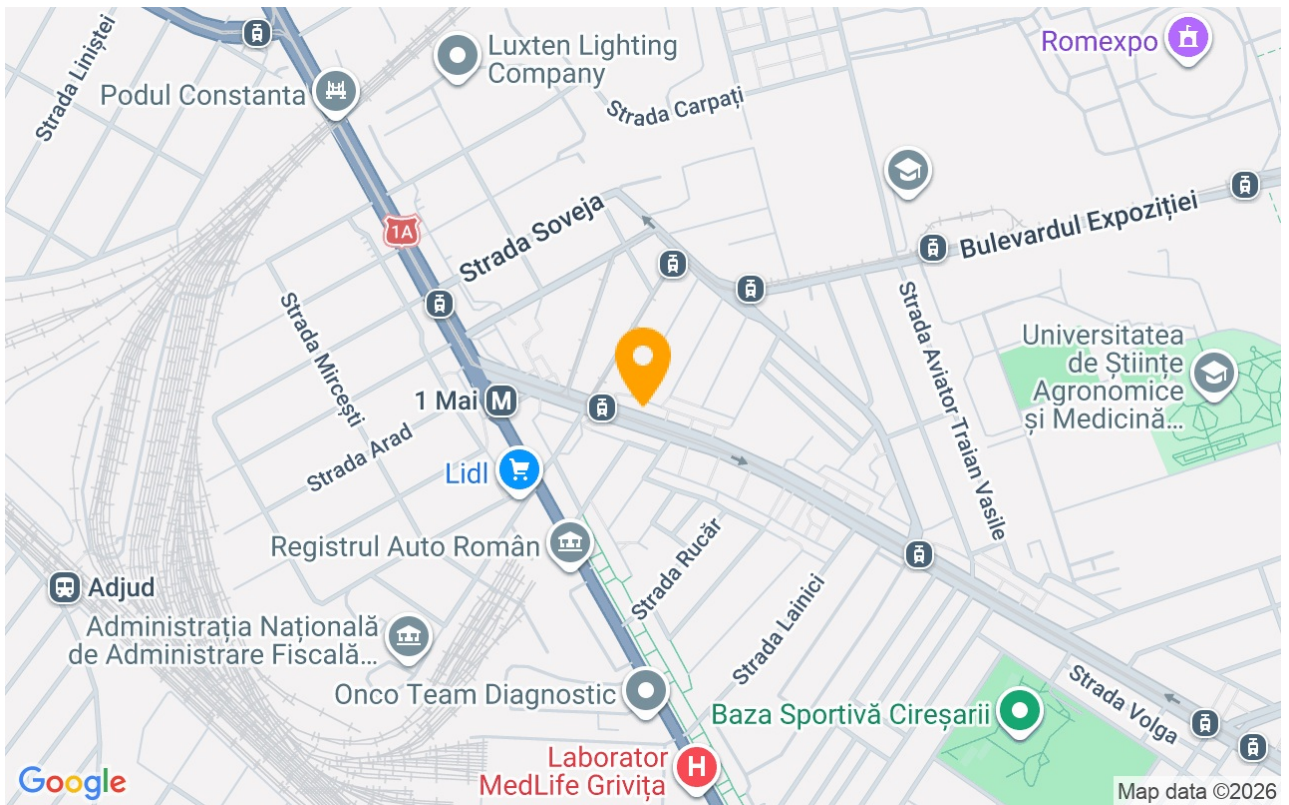 Strada Liniștei
Luxten Lighting
Company
Romexpo
Podul Constanta
Strada Carpați
1A
Strada Soveja
Bulevardul Expoziției
Strada Mircești
Strada Aviator Traian Vasile
Universitatea
de Științe
Agronomice
și Medicină...
1 Mai
M
Strada Arad
Lidl
Registrul Auto Român
Strada Rucăr
Adjud
Strada Lainici
Administrația Națională
de Administrare Fiscală...
Onco Team Diagnostic
Baza Sportivă Cireșarii
Strada Volga
Laborator
MedLife Grivița
H
Google
Map data ©2026